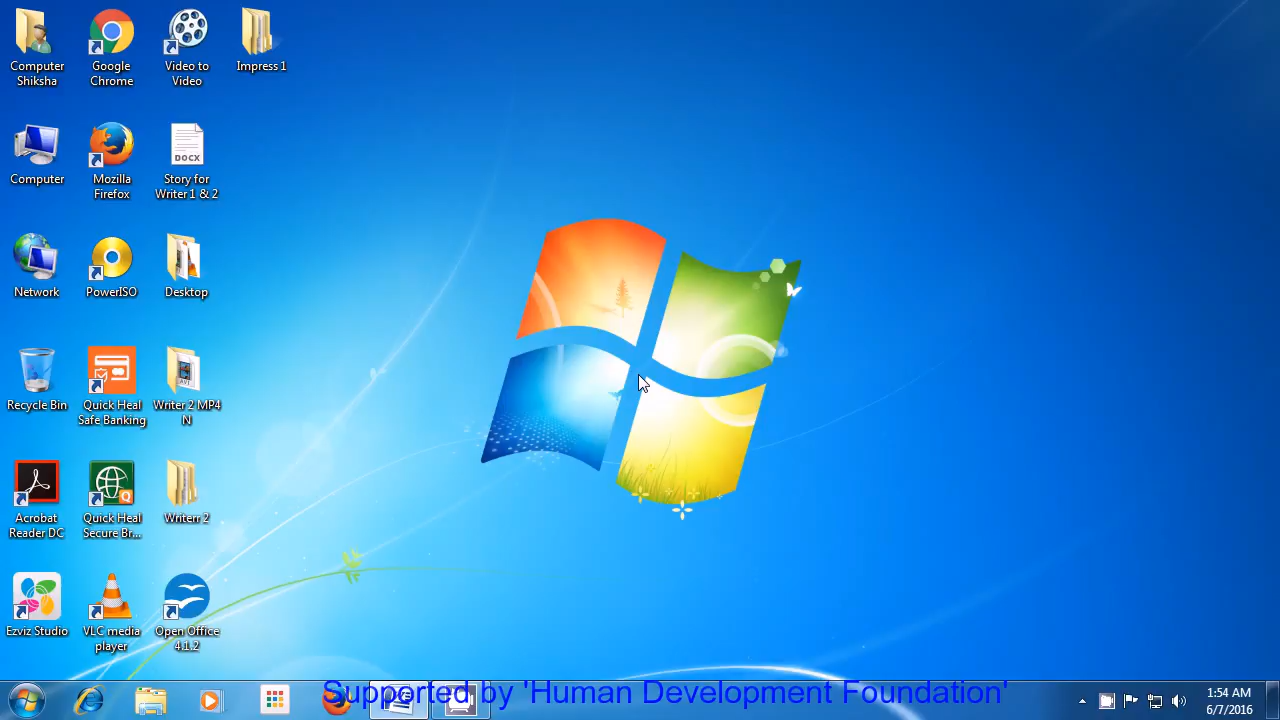 Computer
Shiksha
Google
Chrome
Video to
Video
Impress 1
Computer
Mozilla
Firefox
DOCX
Story for
Writer 1 & 2
Network
PowerISO
Desktop
Recycle Bin
Quick Heal
Safe Banking
Writer 2 MP4
N
Acrobat
Reader DC
Quick Heal
Secure Br...
Writerr 2
Ezviz Studio
VLC media
player
Open Office
4.1.2
Supported by 'Human Development Foundation'
1:54 AM
6/7/2016